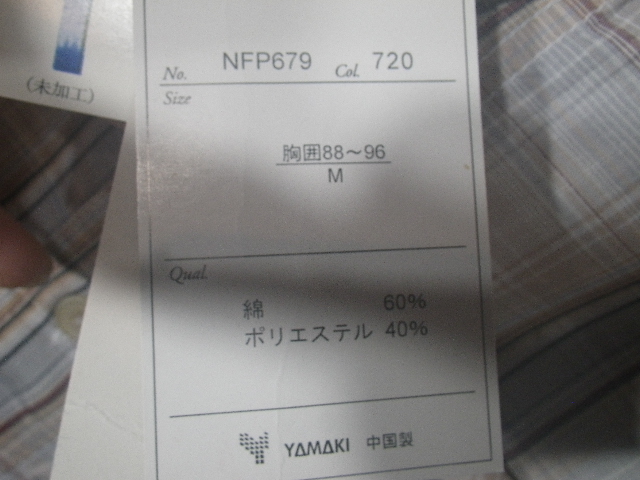 (未加工)
No. NFP679 Col. 720
Size
胸囲88～96
M
Qual.
綿 60%
ポリエステル 40%
YAMAKI 中国製